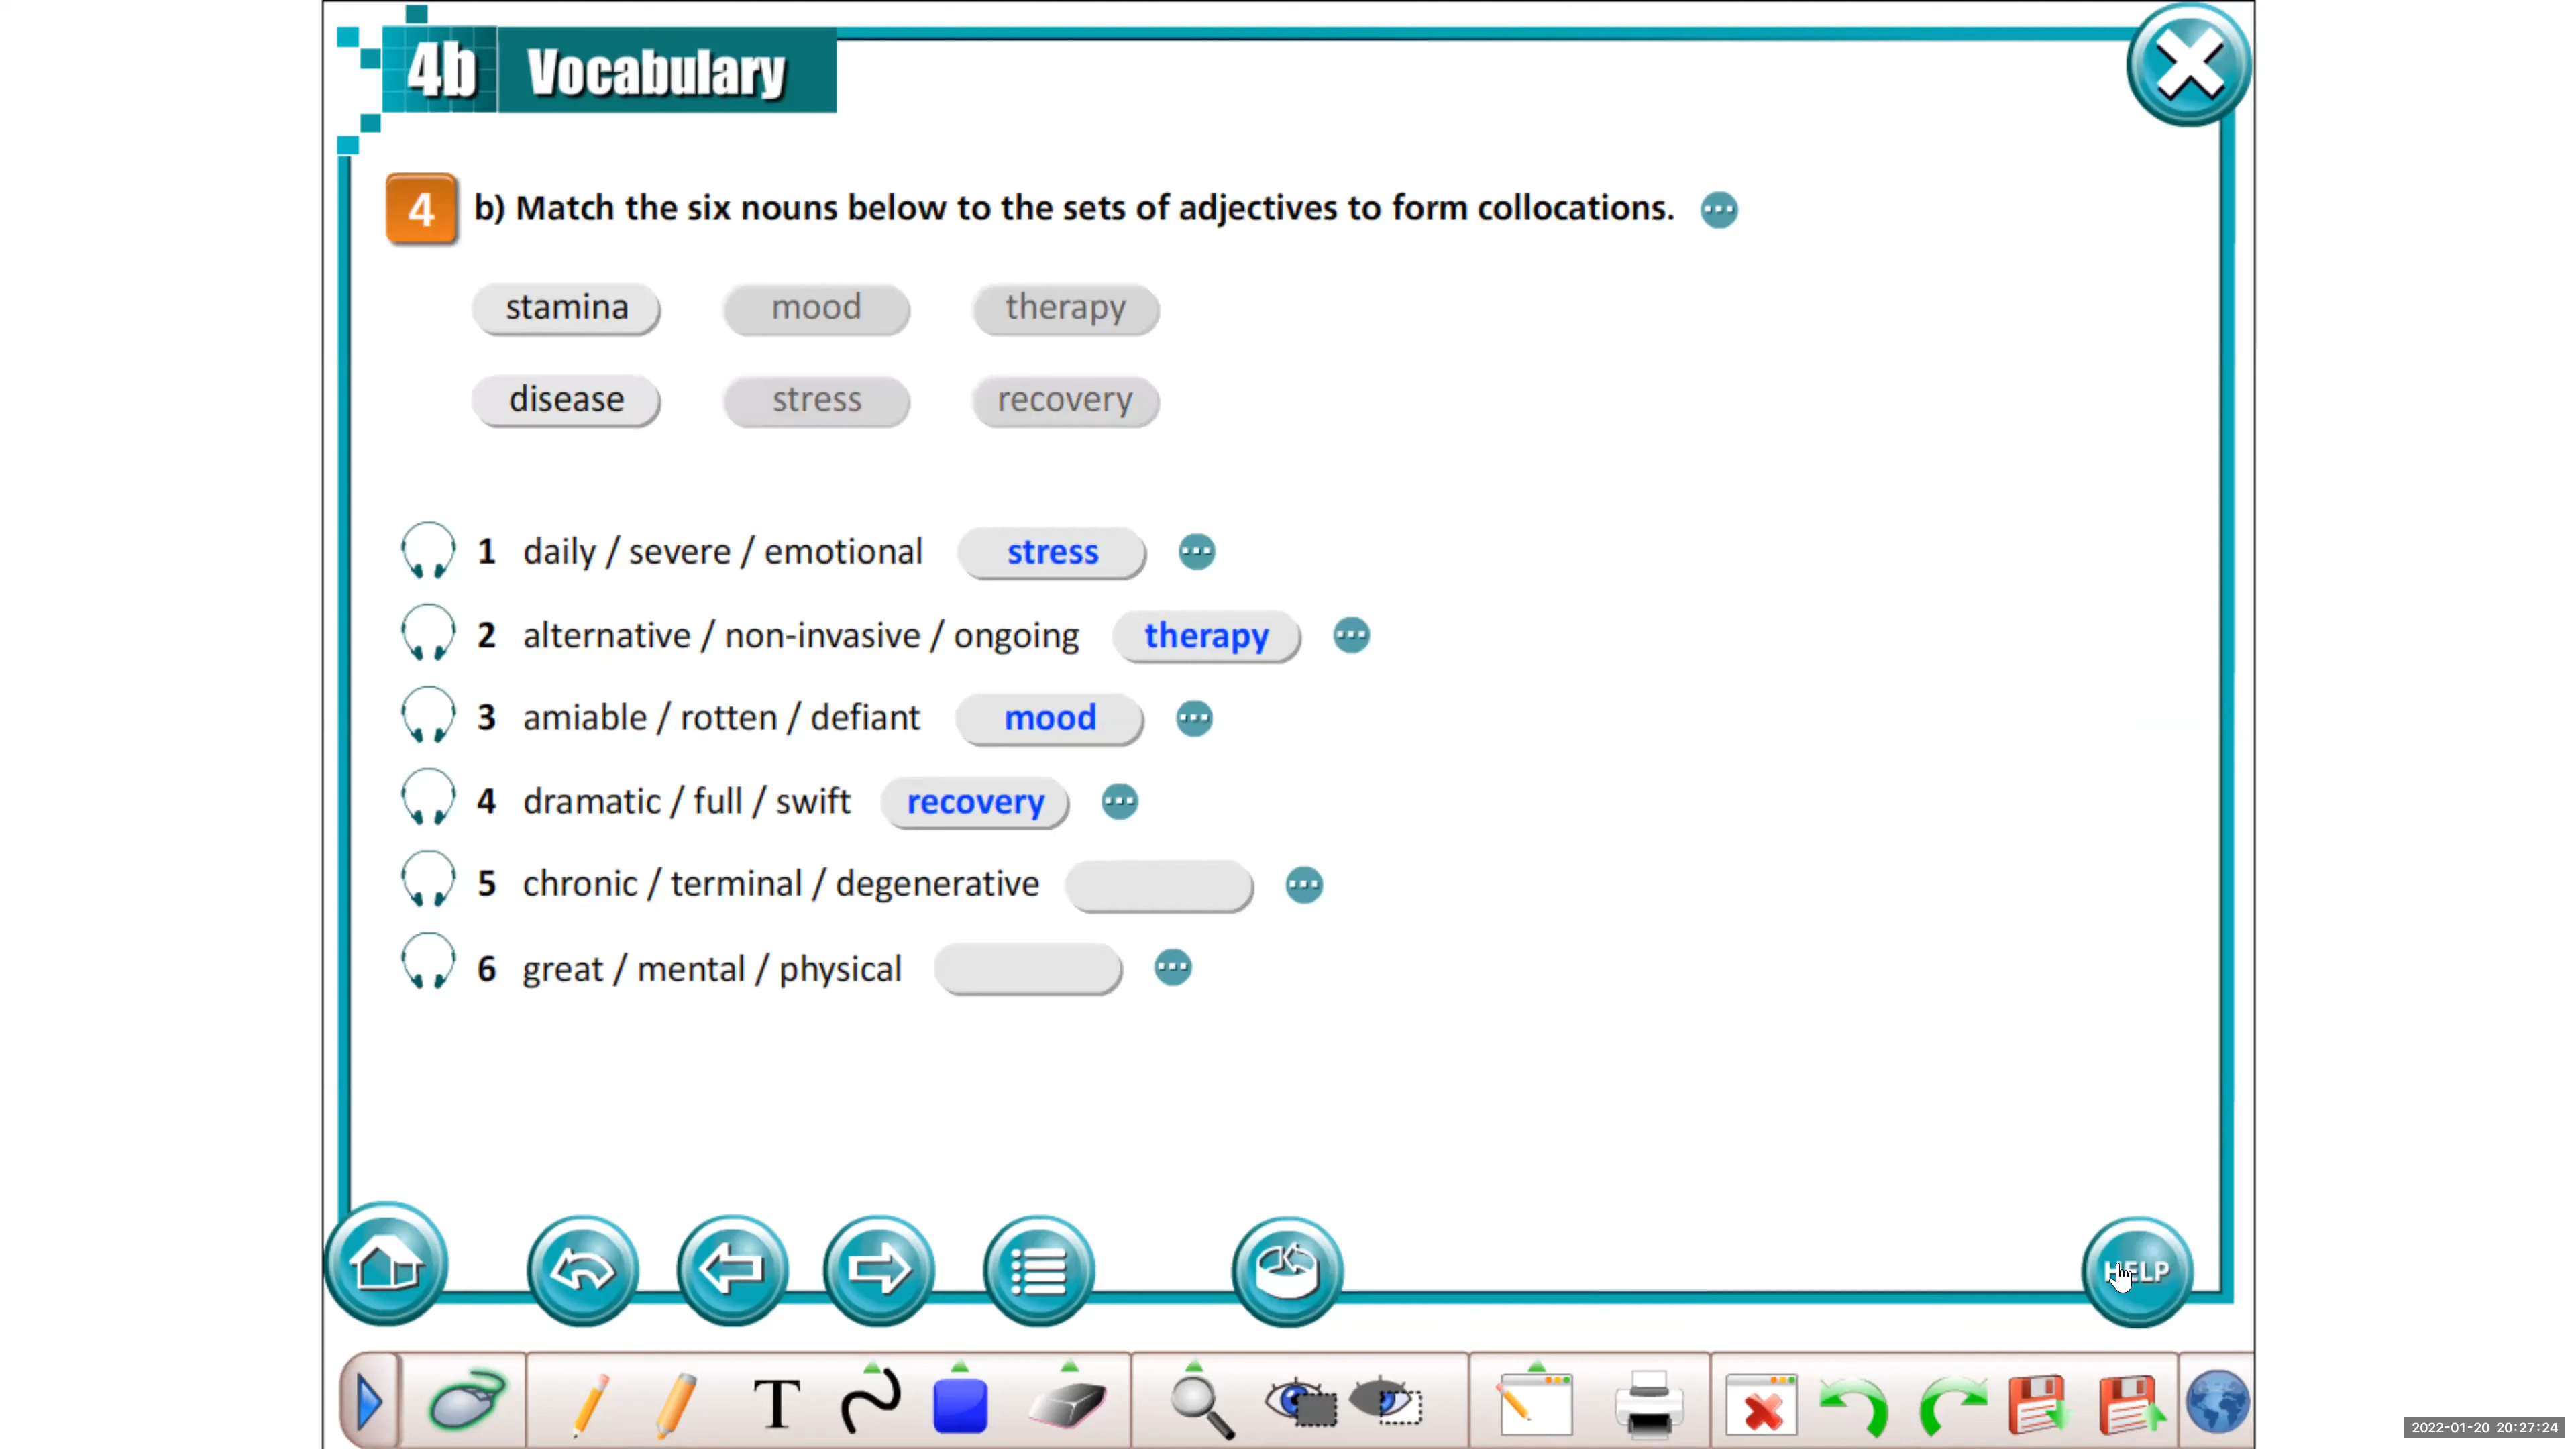 4b Vocabulary
4 b) Match the six nouns below to the sets of adjectives to form collocations.
stamina mood therapy
disease stress recovery
1 daily / severe / emotional stress
2 alternative / non-invasive / ongoing therapy
3 amiable / rotten / defiant mood
4 dramatic / full / swift recovery
5 chronic / terminal / degenerative
6 great / mental / physical
HELP
T
2022-01-20 20:27:24